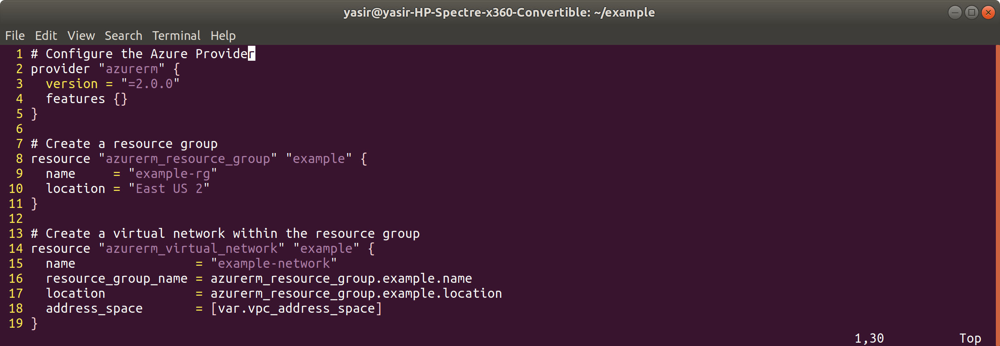 yasir@yasir-HP-Spectre-x360-Convertible: ~/example
File Edit View Search Terminal Help
1 # Configure the Azure Provider
2 provider "azurerm" {
3   version = "=2.0.0"
4   features {}
5 }
6
7 # Create a resource group
8 resource "azurerm_resource_group" "example" {
9   name     = "example-rg"
10   location = "East US 2"
11 }
12
13 # Create a virtual network within the resource group
14 resource "azurerm_virtual_network" "example" {
15   name                = "example-network"
16   resource_group_name = azurerm_resource_group.example.name
17   location            = azurerm_resource_group.example.location
18   address_space       = [var.vpc_address_space]
19 }
1,30 Top